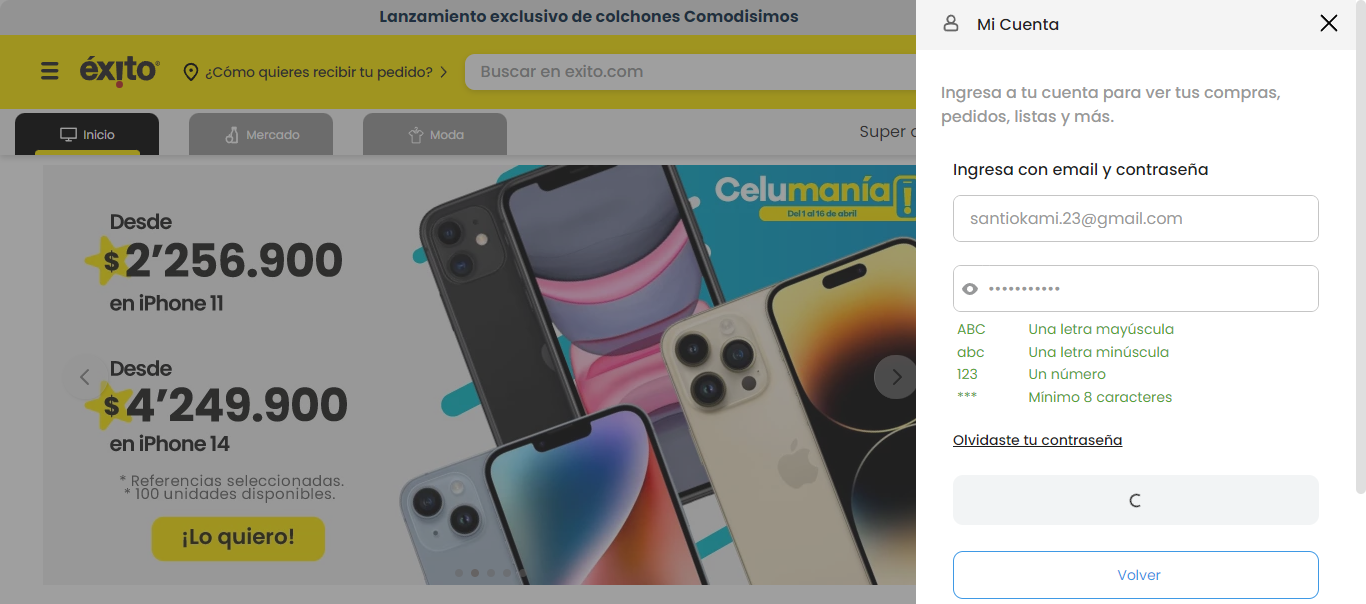 Lanzamiento exclusivo de colchones Comodisimos
Mi Cuenta
éxito
¿Cómo quieres recibir tu pedido?
Buscar en exito.com
Inicio
Mercado
Moda
Super
Desde
$2’256.900
en iPhone 11
Desde
$4’249.900
en iPhone 14
* Referencias seleccionadas.
* 100 unidades disponibles.
¡Lo quiero!
Celumanía
Del 1 al 16 de abril
Ingresa a tu cuenta para ver tus compras,
pedidos, listas y más.
Ingresa con email y contraseña
santiokami.23@gmail.com
•••••••••••
ABC Una letra mayúscula
abc Una letra minúscula
123 Un número
*** Mínimo 8 caracteres
Olvidaste tu contraseña
Volver